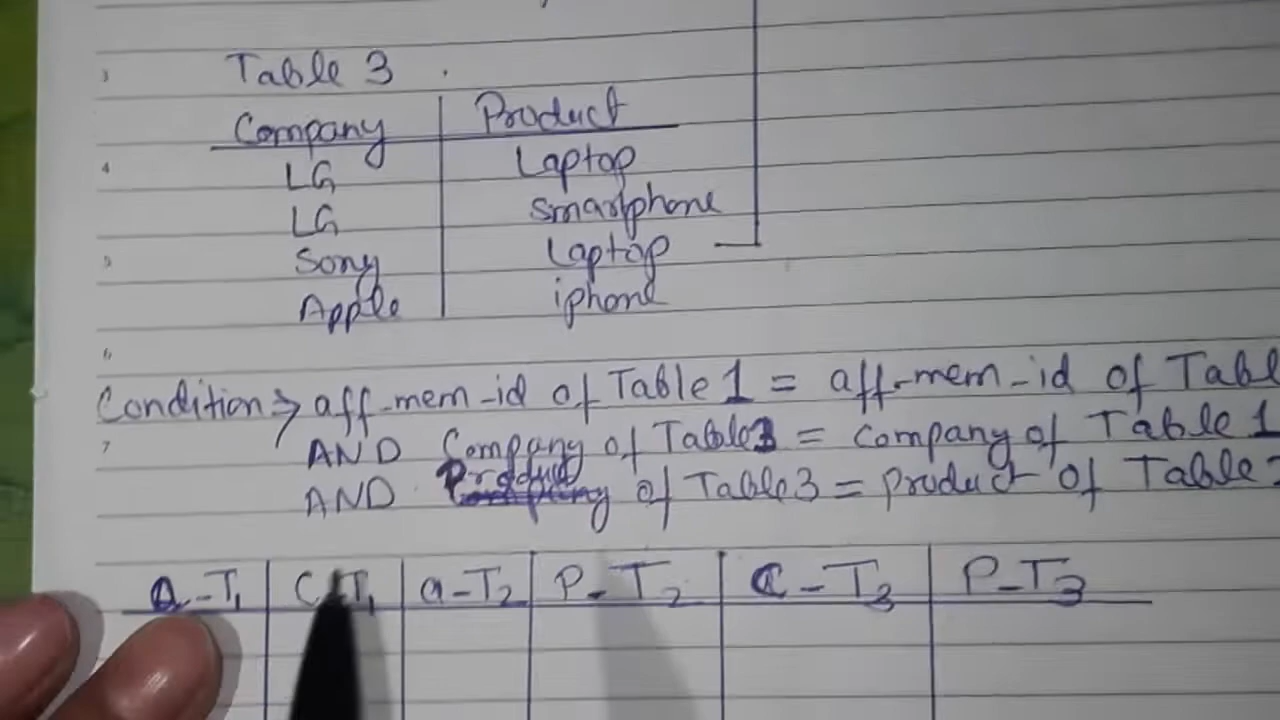 Table 3
Company Product
LG Laptop
LG Smartphone
Sony Laptop
Apple iphone
Condition⇒ aff-mem-id of Table 1 = aff-mem-id of Tabl
AND Company of Table3 = Company of Table 1
AND Product of Table3 = product of Table
a-T1 C-T1 a-T2 P-T2 C-T3 P-T3